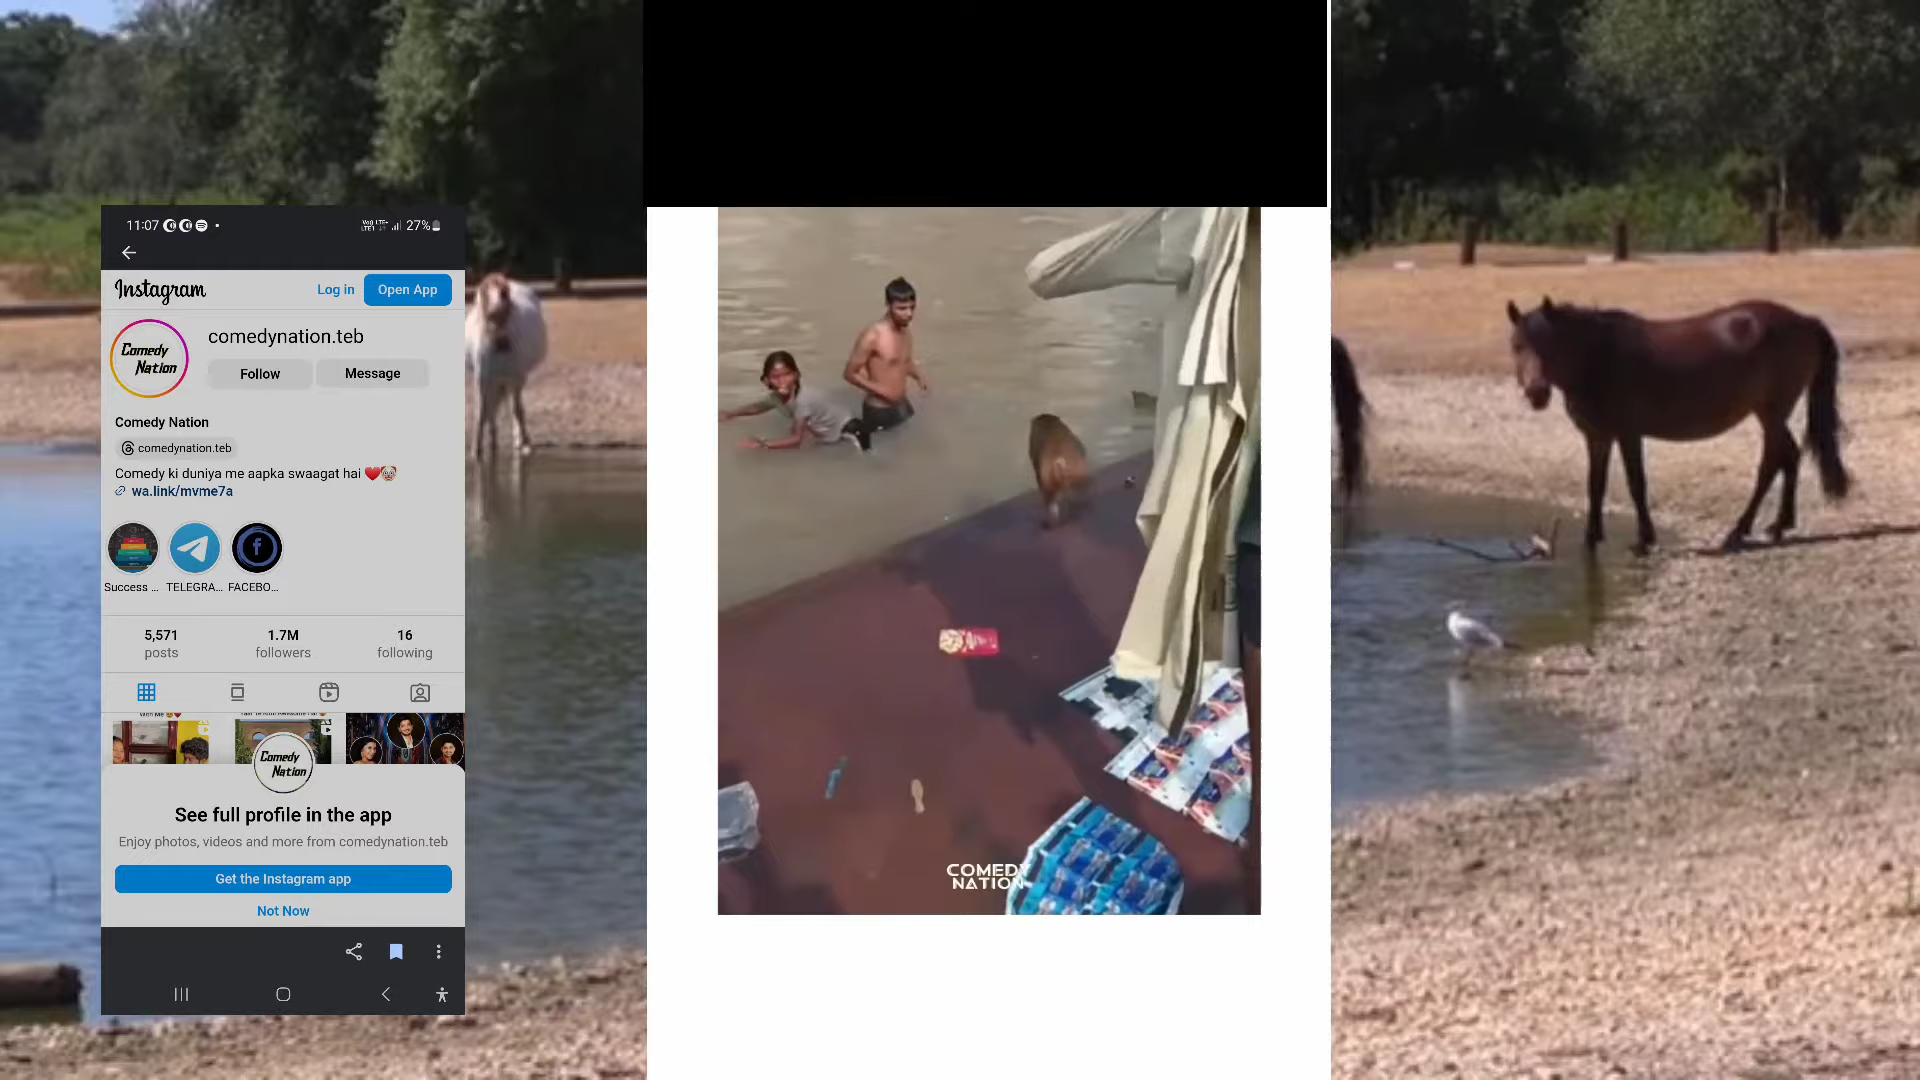 11:07
27%
Instagram
Log in
Open App
Comedy
Nation
comedynation.teb
Follow
Message
Comedy Nation
comedynation.teb
Comedy ki duniya me aapka swaagat hai ❤️🤡
wa.link/mvme7a
Success ...
TELEGRA...
FACEBO...
5,571
posts
1.7M
followers
16
following
Comedy
Nation
See full profile in the app
Enjoy photos, videos and more from comedynation.teb
Get the Instagram app
Not Now
COMEDY
NATION